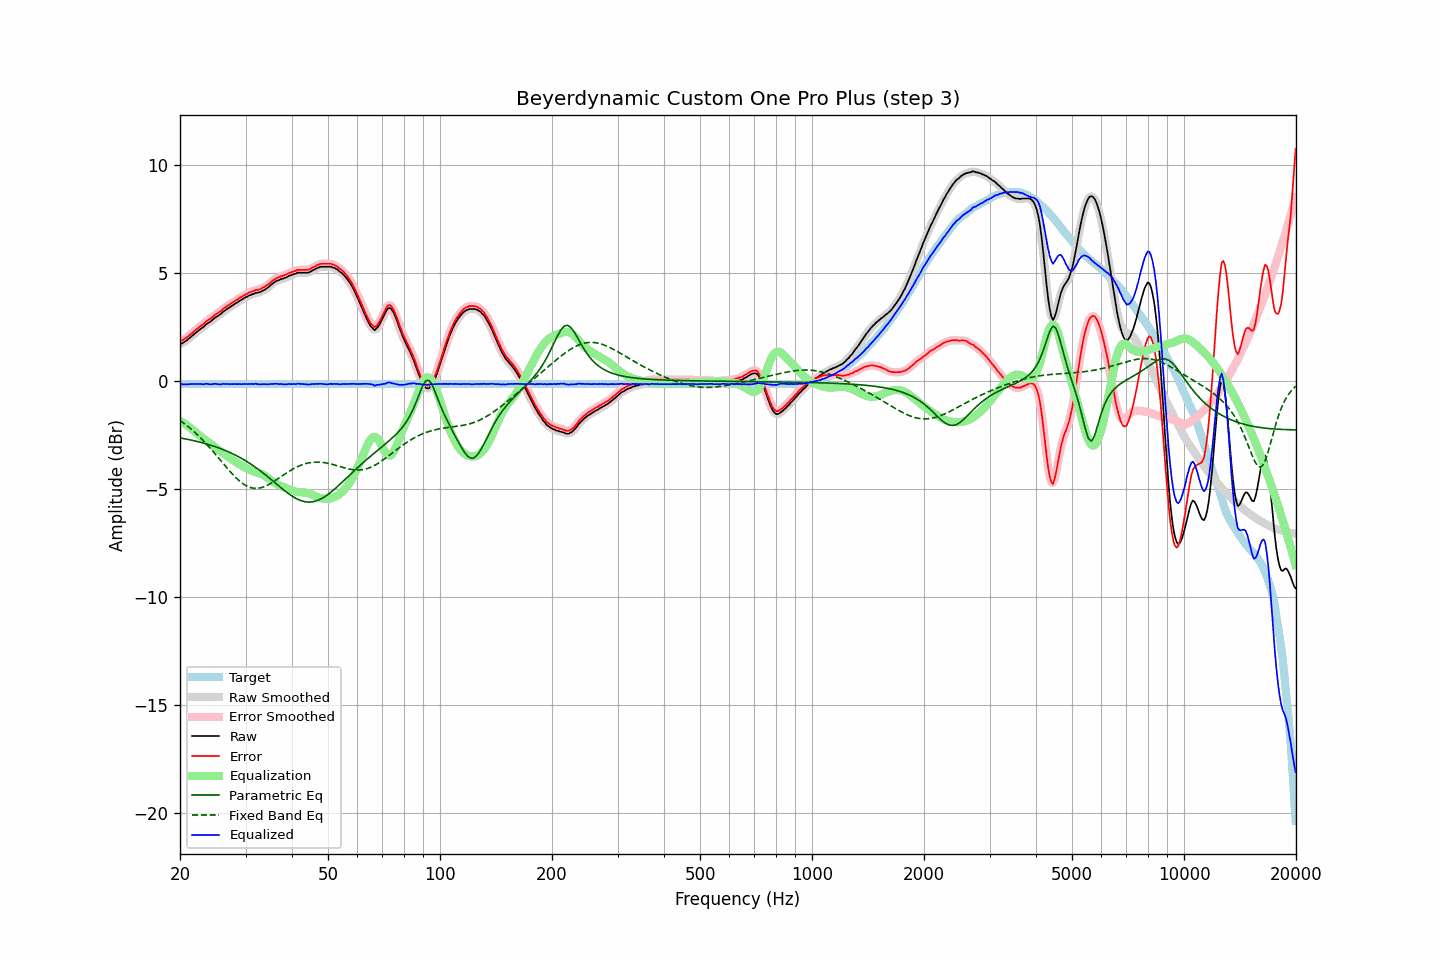 Beyerdynamic Custom One Pro Plus (step 3)
Amplitude (dBr)
10
5
0
−5
−10
−15
−20
Target
Raw Smoothed
Error Smoothed
Raw
Error
Equalization
Parametric Eq
Fixed Band Eq
Equalized
20 50 100 200 500 1000 2000 5000 10000 20000
Frequency (Hz)